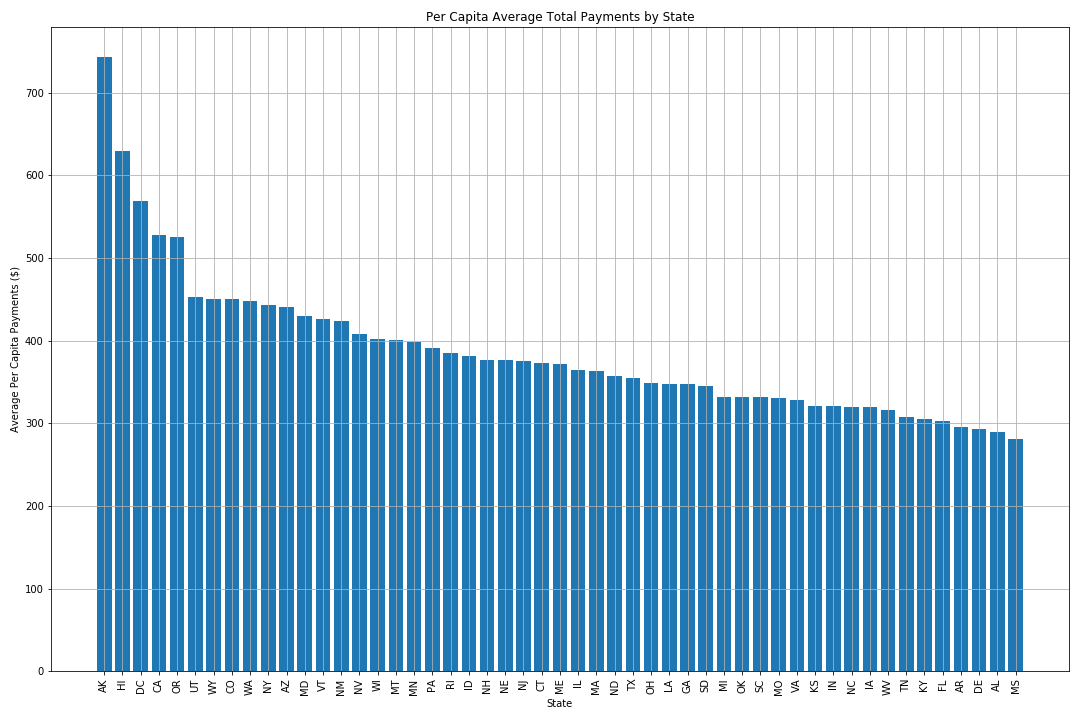 Per Capita Average Total Payments by State
Average Per Capita Payments ($)
700
600
500
400
300
200
100
0
AK HI DC CA OR UT WY CO WA NY AZ MD VT NM NV WI MT MN PA RI ID NH NE NJ CT ME IL MA ND TX OH LA GA SD MI OK SC MO VA KS IN NC IA WV TN KY FL AR DE AL MS
State